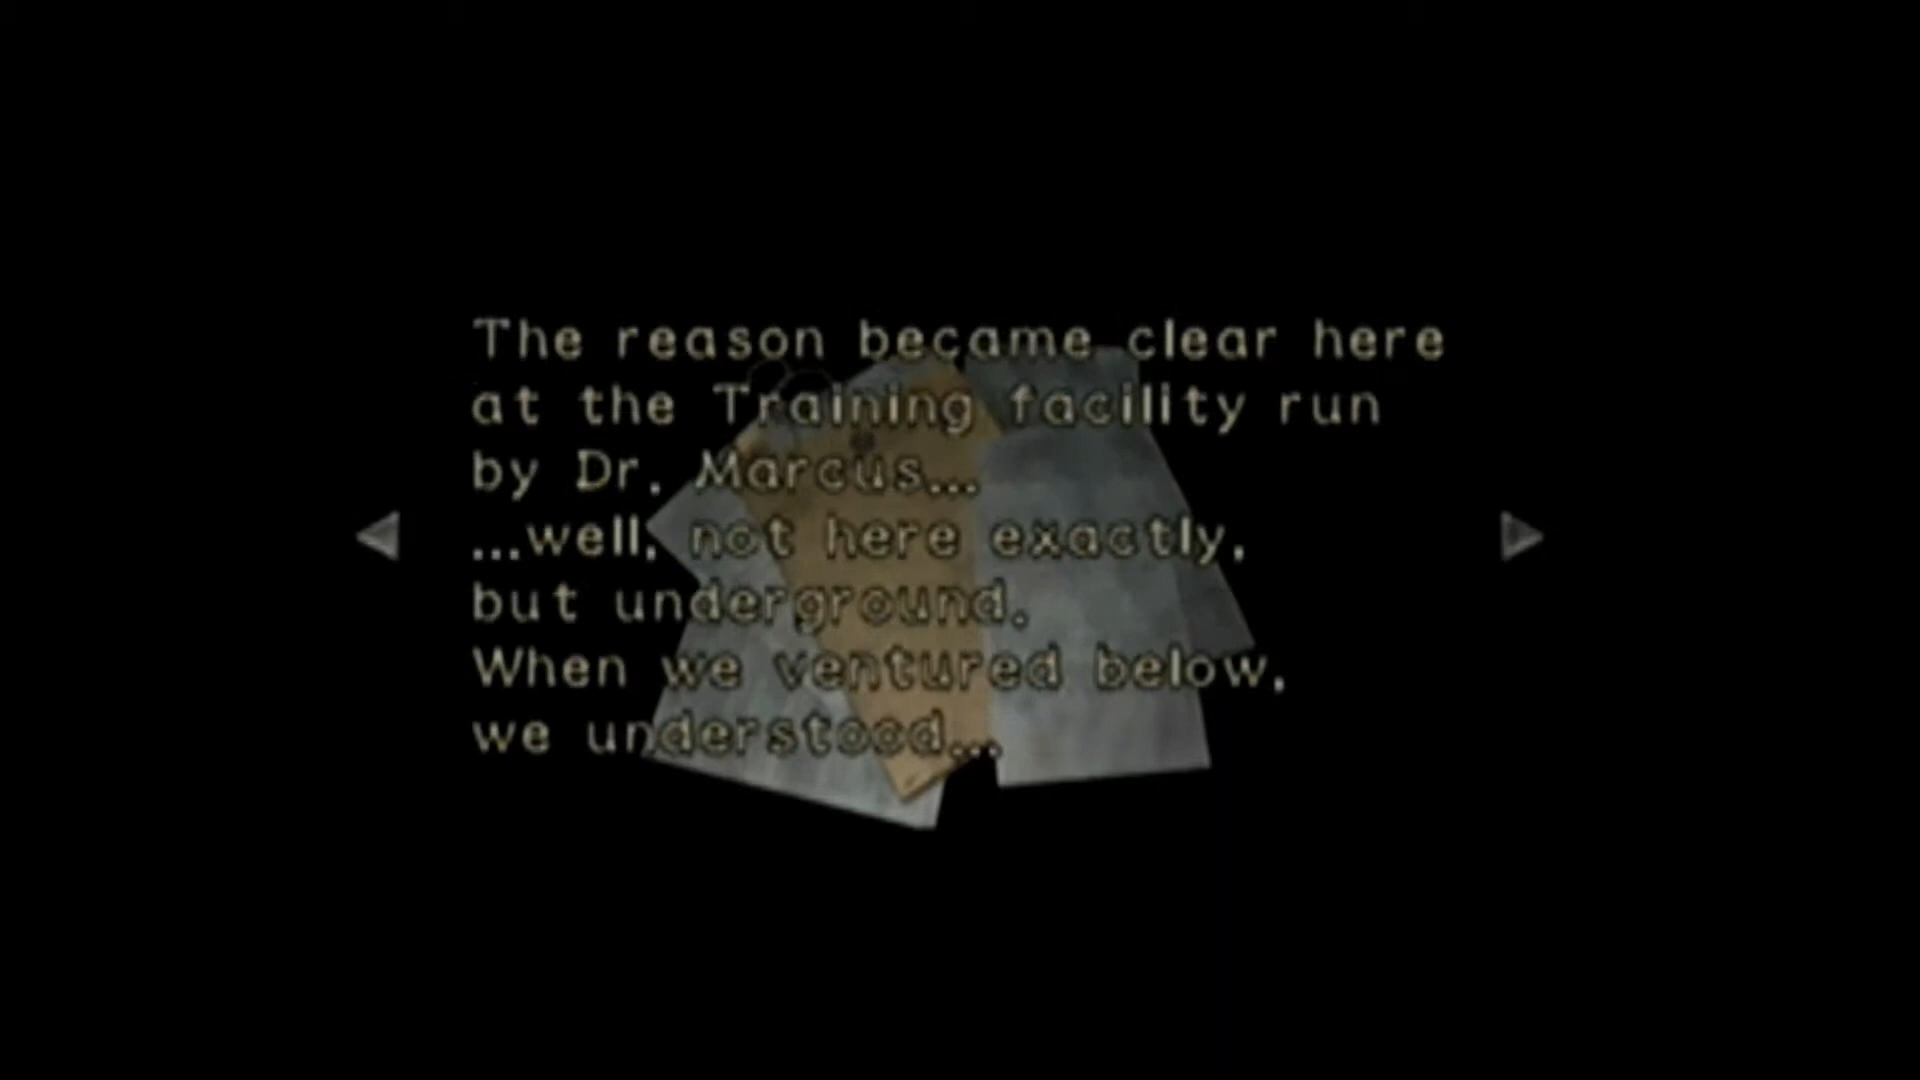 The reason became clear here
at the Training facility run
by Dr. Marcus...
...well, not here exactly,
but underground.
When we ventured below,
we understood...